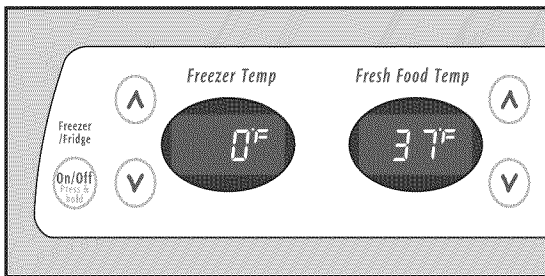 Freezer Temp
Fresh Food Temp
0°F
37°F
Freezer
/Fridge
On/Off
Press &
hold